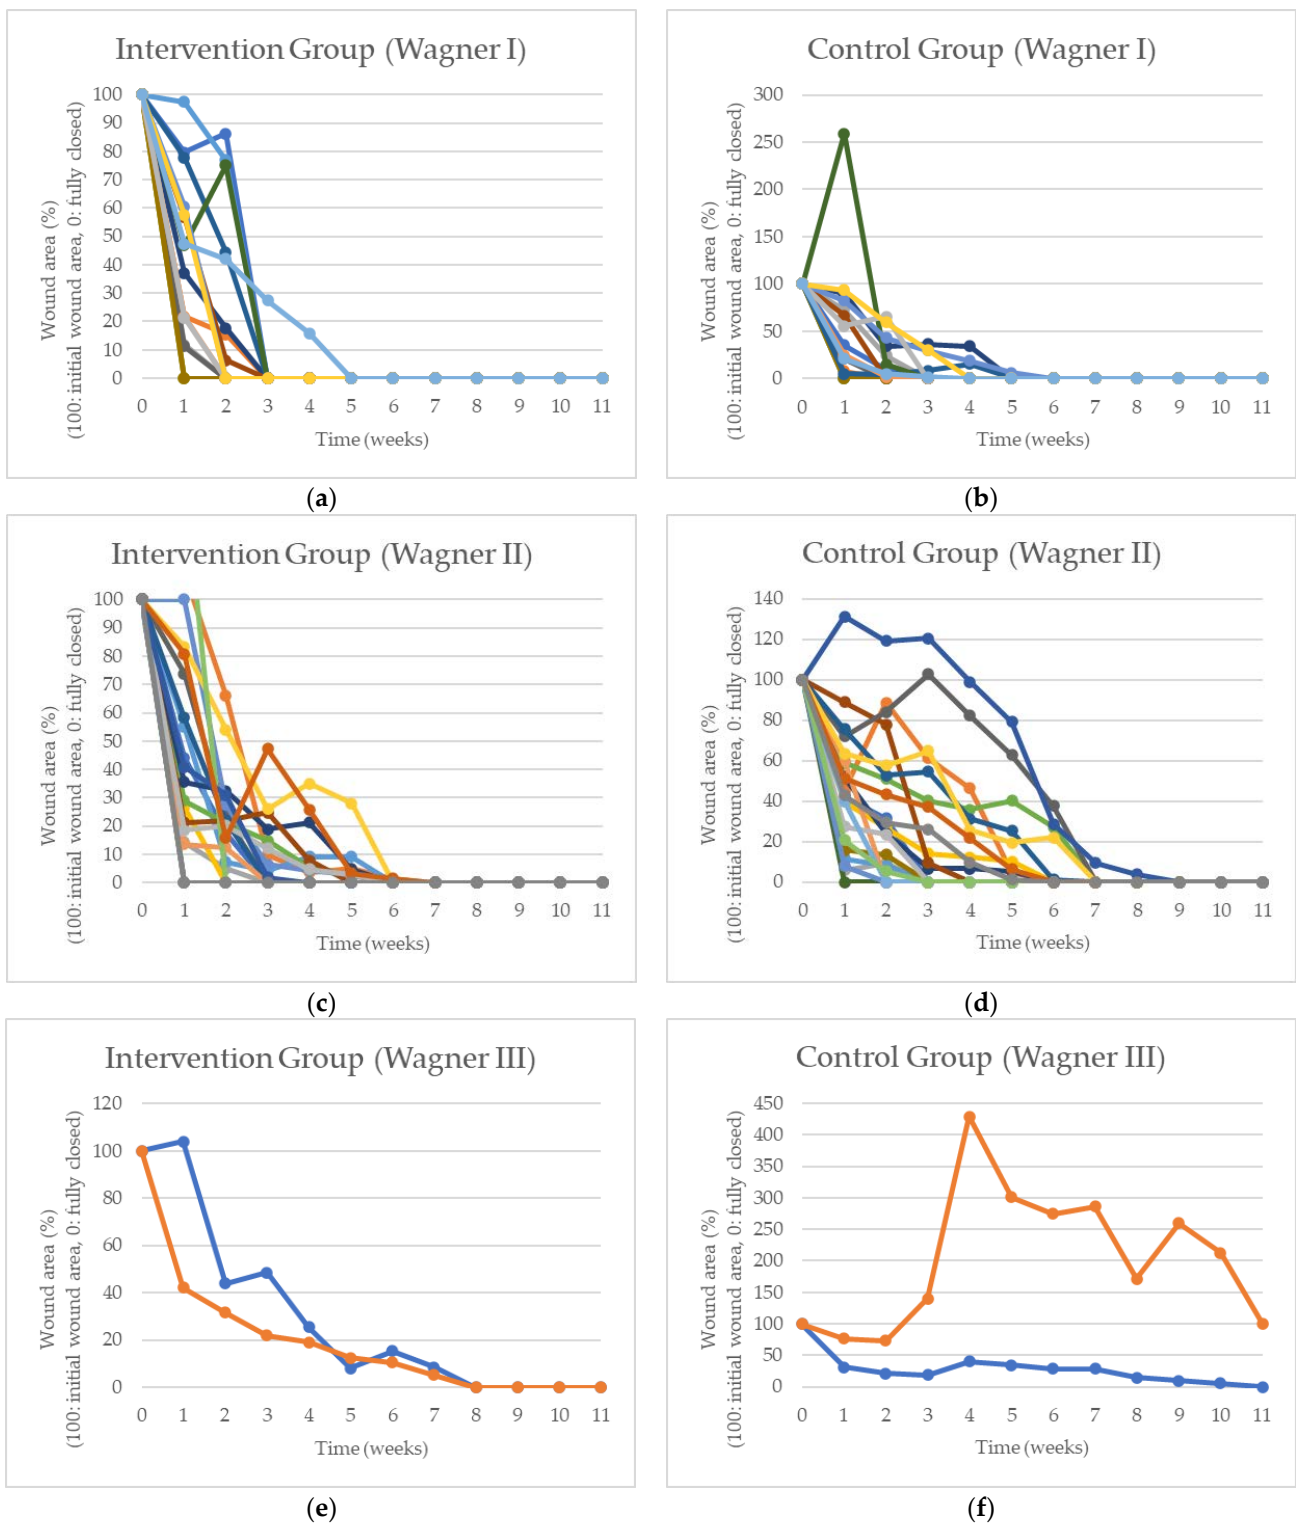 Intervention Group (Wagner I)
Wound area (%)
(100: initial wound area, 0: fully closed)
100
90
80
70
60
50
40
30
20
10
0
0 1 2 3 4 5 6 7 8 9 10 11
Time (weeks)
(a)
Control Group (Wagner I)
Wound area (%)
(100: initial wound area, 0: fully closed)
300
250
200
150
100
50
0
0 1 2 3 4 5 6 7 8 9 10 11
Time (weeks)
(b)
Intervention Group (Wagner II)
Wound area (%)
(100: initial wound area, 0: fully closed)
100
90
80
70
60
50
40
30
20
10
0
0 1 2 3 4 5 6 7 8 9 10 11
Time (weeks)
(c)
Control Group (Wagner II)
Wound area (%)
(100: initial wound area, 0: fully closed)
140
120
100
80
60
40
20
0
0 1 2 3 4 5 6 7 8 9 10 11
Time (weeks)
(d)
Intervention Group (Wagner III)
Wound area (%)
(100: initial wound area, 0: fully closed)
120
100
80
60
40
20
0
0 1 2 3 4 5 6 7 8 9 10 11
Time (weeks)
(e)
Control Group (Wagner III)
Wound area (%)
(100: initial wound area, 0: fully closed)
450
400
350
300
250
200
150
100
50
0
0 1 2 3 4 5 6 7 8 9 10 11
Time (weeks)
(f)